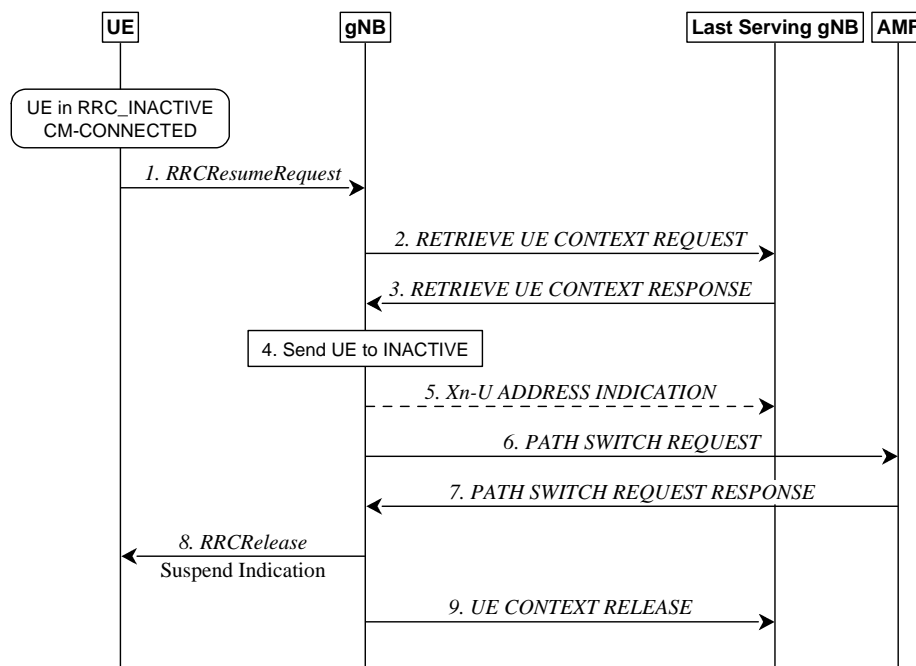 UE
gNB
Last Serving gNB
AMF
UE in RRC_INACTIVE
CM-CONNECTED
1. RRCResumeRequest
2. RETRIEVE UE CONTEXT REQUEST
3. RETRIEVE UE CONTEXT RESPONSE
4. Send UE to INACTIVE
5. Xn-U ADDRESS INDICATION
6. PATH SWITCH REQUEST
7. PATH SWITCH REQUEST RESPONSE
8. RRCRelease
Suspend Indication
9. UE CONTEXT RELEASE